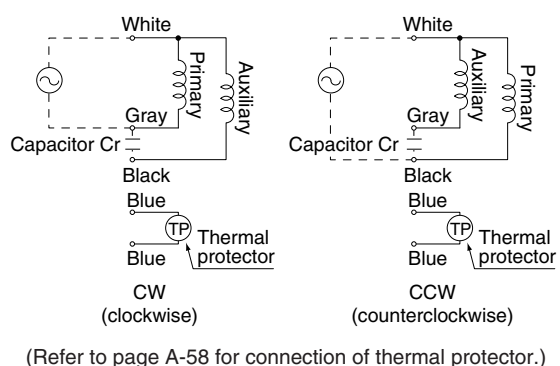 White
Primary
Auxiliary
Gray
Capacitor Cr
Black
Blue
TP
Thermal
protector
Blue
CW
(clockwise)
White
Auxiliary
Primary
Gray
Capacitor Cr
Black
Blue
TP
Thermal
protector
Blue
CCW
(counterclockwise)
(Refer to page A-58 for connection of thermal protector.)